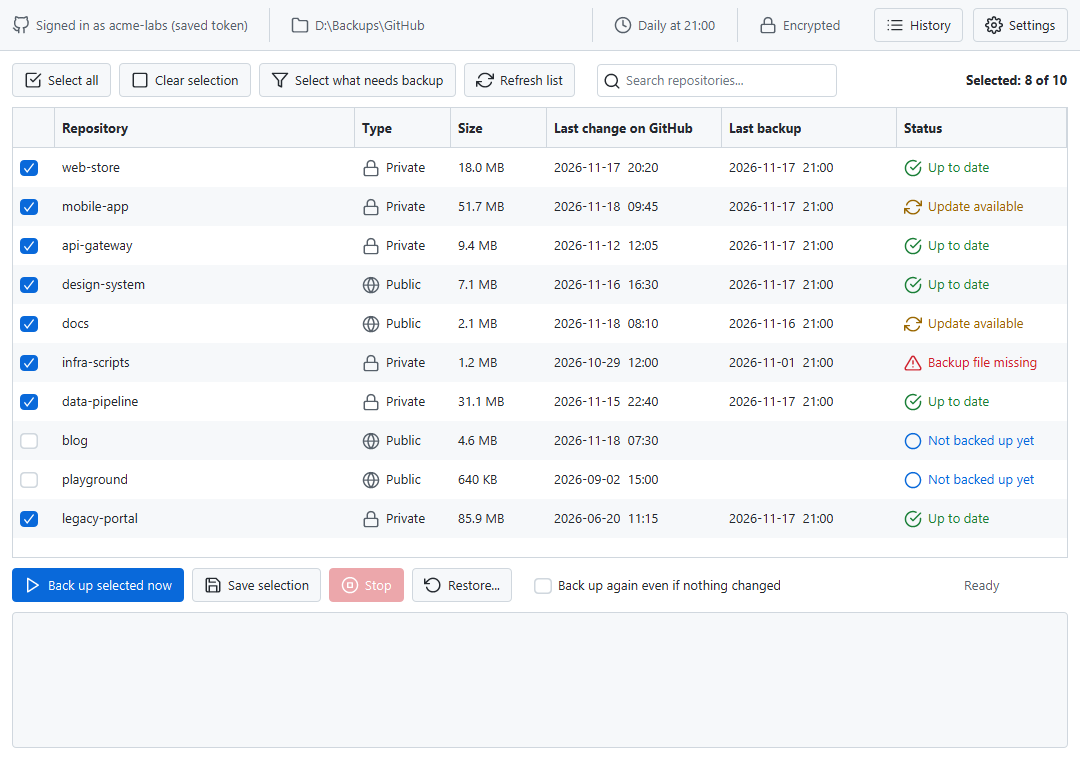 Signed in as acme-labs (saved token) D:\Backups\GitHub Daily at 21:00 Encrypted History Settings
Select all Clear selection Select what needs backup Refresh list Search repositories... Selected: 8 of 10
Repository Type Size Last change on GitHub Last backup Status
web-store Private 18.0 MB 2026-11-17 20:20 2026-11-17 21:00 Up to date
mobile-app Private 51.7 MB 2026-11-18 09:45 2026-11-17 21:00 Update available
api-gateway Private 9.4 MB 2026-11-12 12:05 2026-11-17 21:00 Up to date
design-system Public 7.1 MB 2026-11-16 16:30 2026-11-17 21:00 Up to date
docs Public 2.1 MB 2026-11-18 08:10 2026-11-16 21:00 Update available
infra-scripts Private 1.2 MB 2026-10-29 12:00 2026-11-01 21:00 Backup file missing
data-pipeline Private 31.1 MB 2026-11-15 22:40 2026-11-17 21:00 Up to date
blog Public 4.6 MB 2026-11-18 07:30 Not backed up yet
playground Public 640 KB 2026-09-02 15:00 Not backed up yet
legacy-portal Private 85.9 MB 2026-06-20 11:15 2026-11-17 21:00 Up to date
Back up selected now Save selection Stop Restore... Back up again even if nothing changed Ready